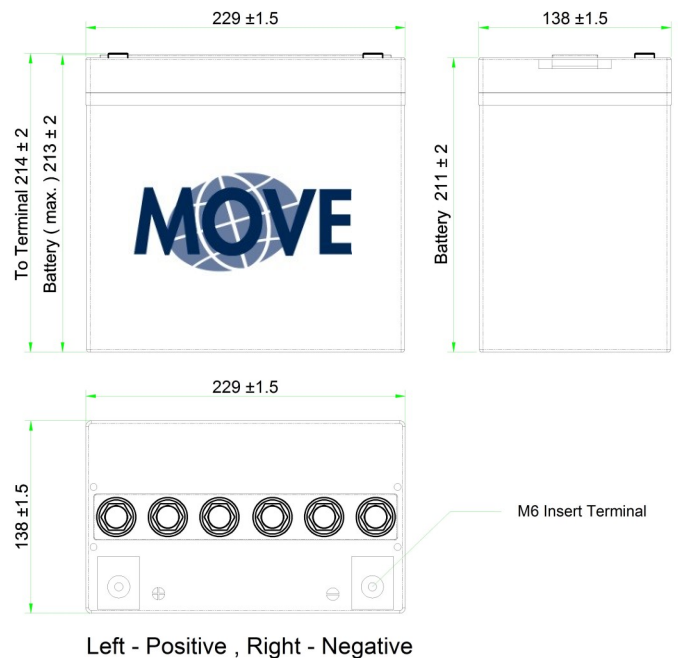 229 ±1.5
138 ±1.5
To Terminal 214 ± 2
Battery ( max. ) 213 ± 2
MOVE
Battery 211 ± 2
229 ±1.5
138 ±1.5
M6 Insert Terminal
Left - Positive , Right - Negative